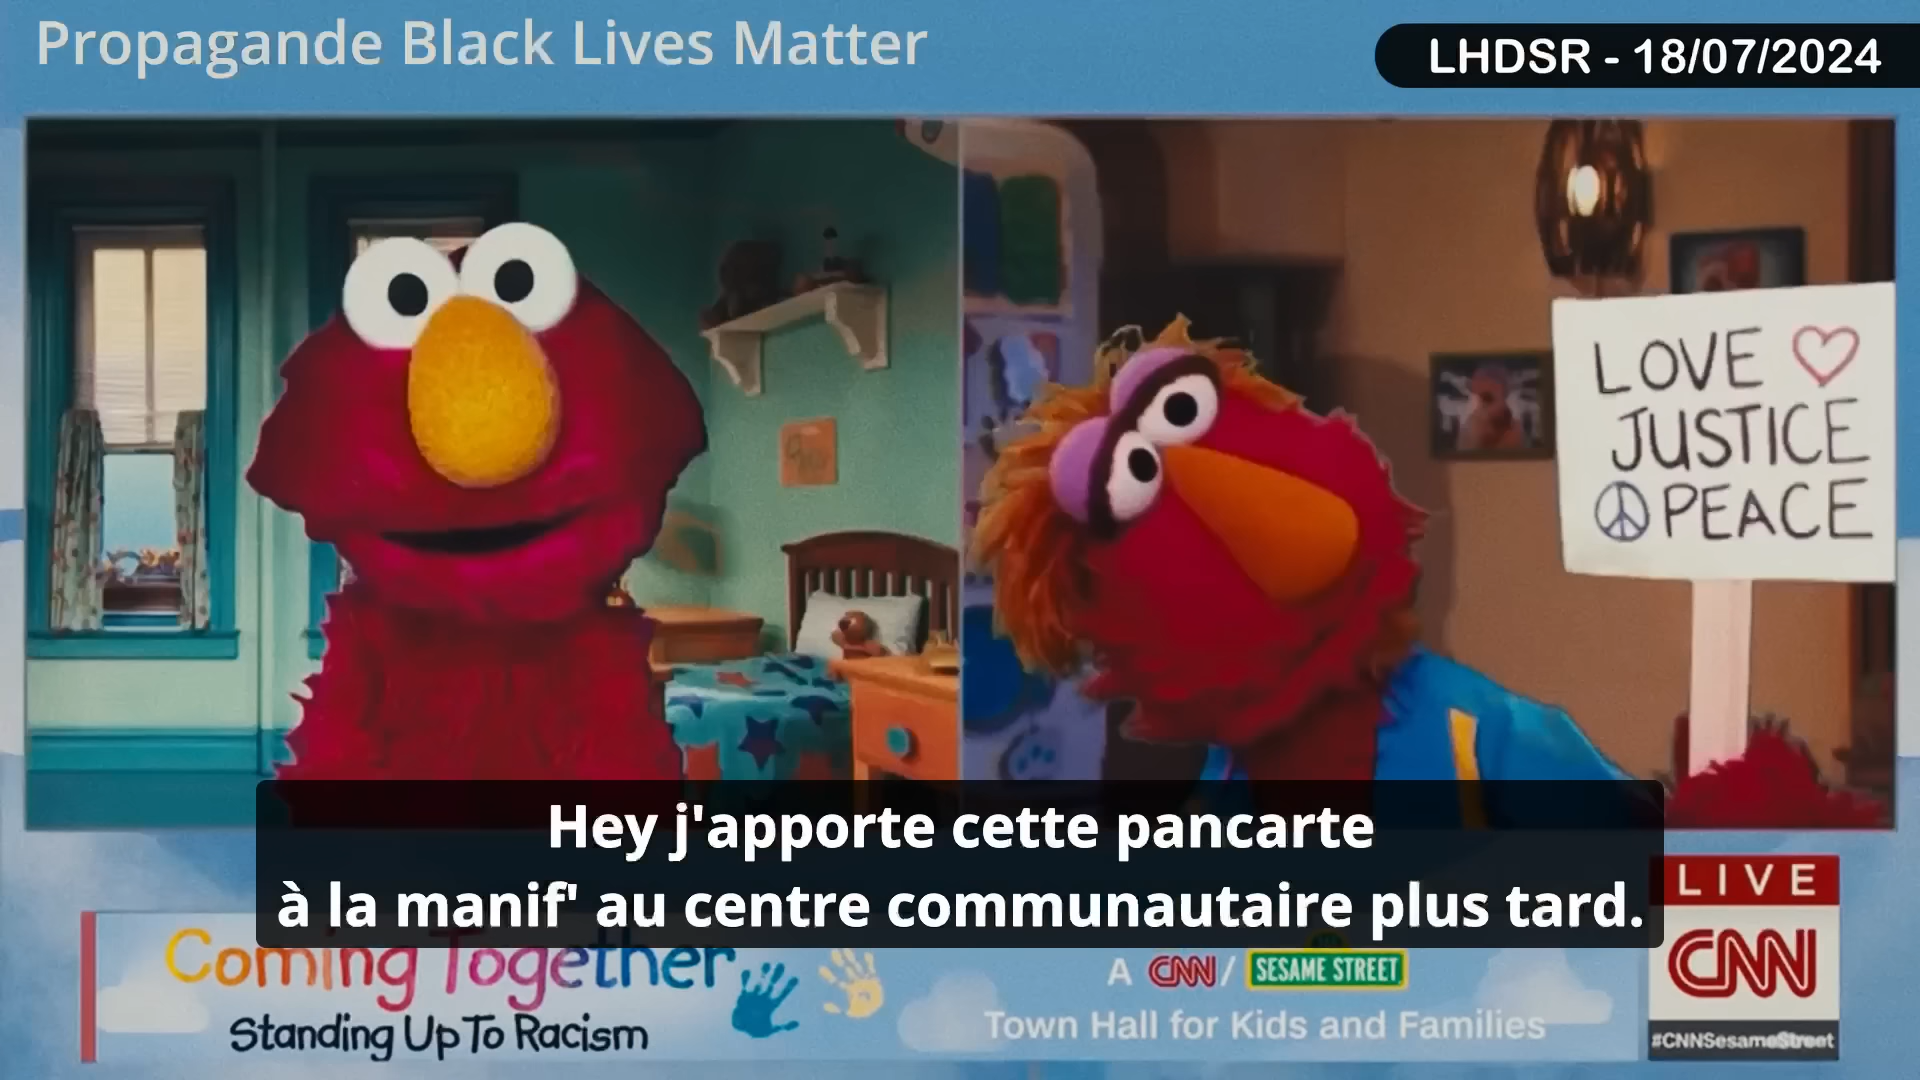 Propagande Black Lives Matter
LHDSR - 18/07/2024
LOVE
JUSTICE
PEACE
Hey j'apporte cette pancarte
à la manif' au centre communautaire plus tard.
Coming Together
Standing Up To Racism
A CNN / SESAME STREET
Town Hall for Kids and Families
LIVE
CNN
#CNNSesameStreet